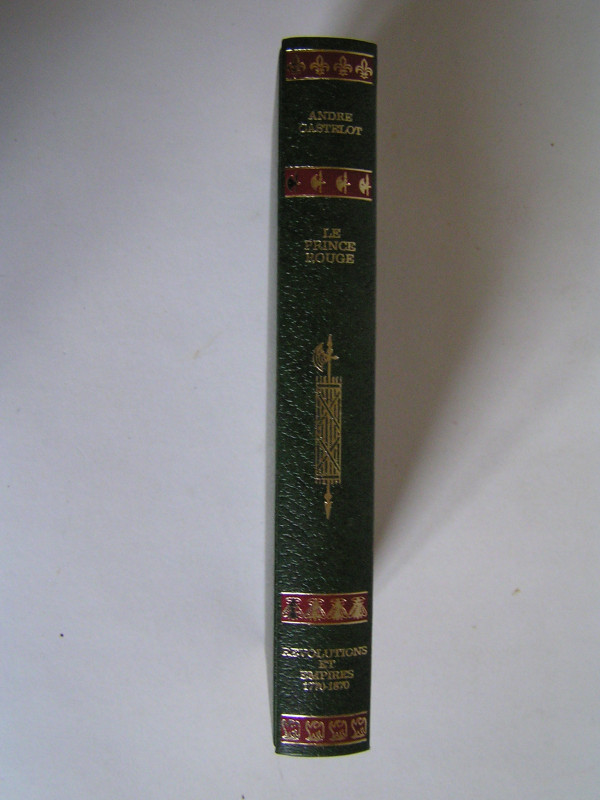 ANDRE
CASTELOT
LE
PRINCE
ROUGE
REVOLUTIONS
ET
EMPIRES
1770-1870